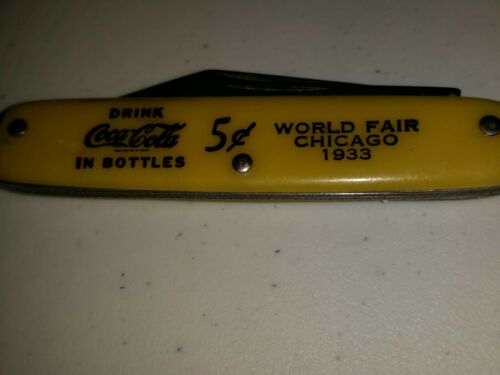 DRINK
Coca-Cola
IN BOTTLES
5¢
WORLD FAIR
CHICAGO
1933